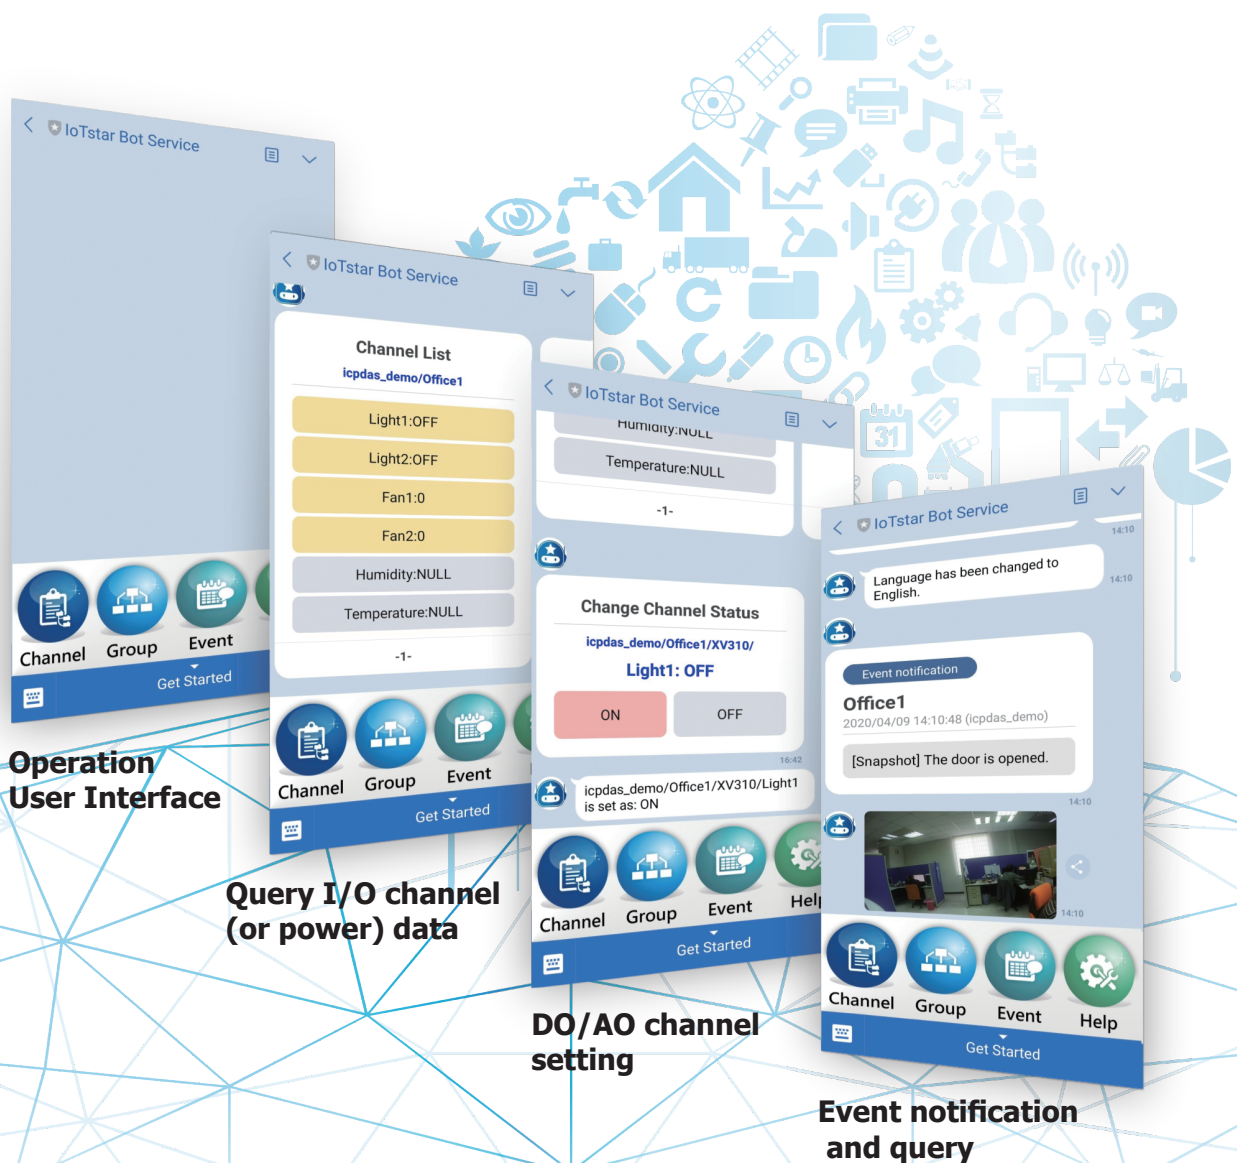 IoTstar Bot Service
Channel
Group
Event
Get Started
Operation
User Interface
IoTstar Bot Service
Channel List
icpdas_demo/Office1
Light1:OFF
Light2:OFF
Fan1:0
Fan2:0
Humidity:NULL
Temperature:NULL
-1-
Channel
Group
Event
Get Started
Query I/O channel
(or power) data
IoTstar Bot Service
Humidity:NULL
Temperature:NULL
-1-
Change Channel Status
icpdas_demo/Office1/XV310/
Light1: OFF
ON
OFF
16:42
icpdas_demo/Office1/XV310/Light1
is set as: ON
Channel
Group
Event
Help
Get Started
DO/AO channel
setting
31
IoTstar Bot Service
14:10
Language has been changed to
English.
14:10
Event notification
Office1
2020/04/09 14:10:48 (icpdas_demo)
[Snapshot] The door is opened.
14:10
14:10
Channel
Group
Event
Help
Get Started
Event notification
and query